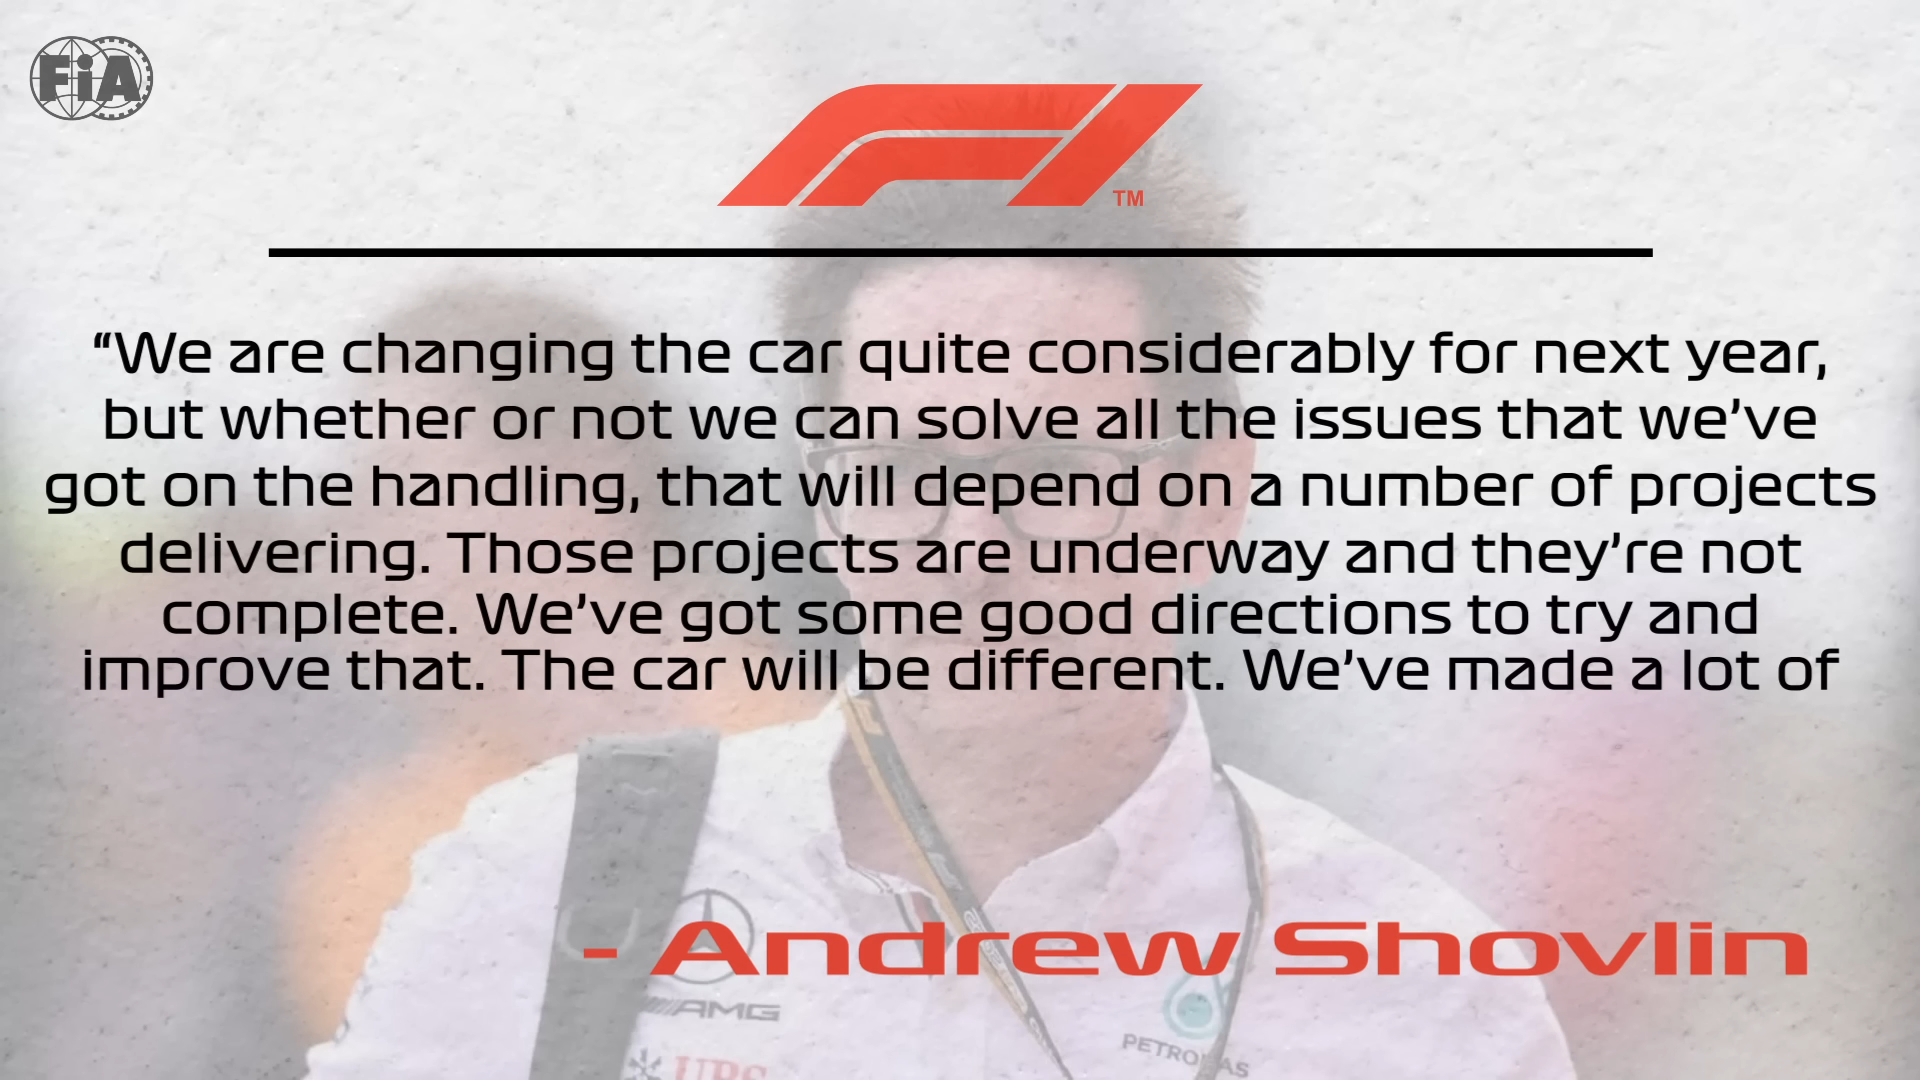 FiA
F1
TM
“We are changing the car quite considerably for next year,
but whether or not we can solve all the issues that we’ve
got on the handling, that will depend on a number of projects
delivering. Those projects are underway and they’re not
complete. We’ve got some good directions to try and
improve that. The car will be different. We’ve made a lot of
- Andrew Shovlin
AMG
PETRONAS
UBS